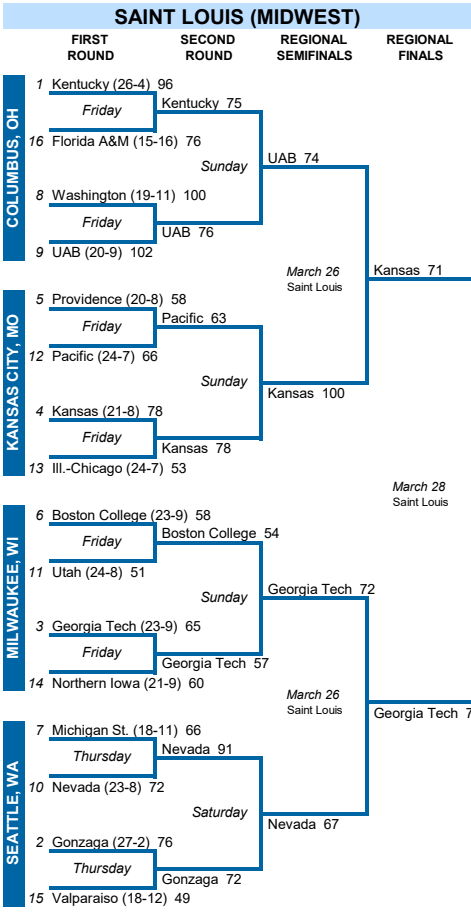 SAINT LOUIS (MIDWEST)
FIRST ROUND
SECOND ROUND
REGIONAL SEMIFINALS
REGIONAL FINALS
COLUMBUS, OH
1 Kentucky (26-4) 96
Friday
Kentucky 75
16 Florida A&M (15-16) 76
Sunday
UAB 74
8 Washington (19-11) 100
Friday
UAB 76
9 UAB (20-9) 102
March 26
Saint Louis
Kansas 71
KANSAS CITY, MO
5 Providence (20-8) 58
Friday
Pacific 63
12 Pacific (24-7) 66
Sunday
Kansas 100
4 Kansas (21-8) 78
Friday
Kansas 78
13 Ill.-Chicago (24-7) 53
March 28
Saint Louis
MILWAUKEE, WI
6 Boston College (23-9) 58
Friday
Boston College 54
11 Utah (24-8) 51
Sunday
Georgia Tech 72
3 Georgia Tech (23-9) 65
Friday
Georgia Tech 57
14 Northern Iowa (21-9) 60
March 26
Saint Louis
Georgia Tech 7
SEATTLE, WA
7 Michigan St. (18-11) 66
Thursday
Nevada 91
10 Nevada (23-8) 72
Saturday
Nevada 67
2 Gonzaga (27-2) 76
Thursday
Gonzaga 72
15 Valparaiso (18-12) 49